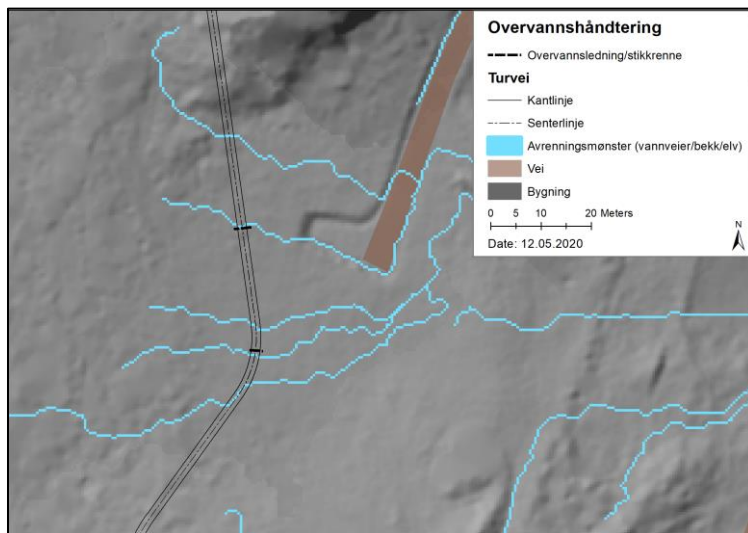 Overvannshåndtering
Overvannsledning/stikkrenne
Turvei
Kantlinje
Senterlinje
Avrenningsmønster (vannveier/bekk/elv)
Vei
Bygning
0 5 10 20 Meters
N
Date: 12.05.2020